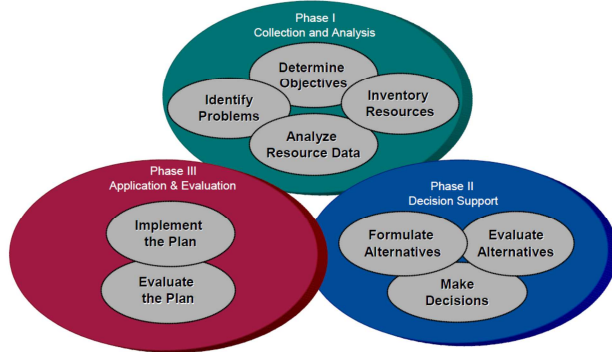 Phase I
Collection and Analysis
Determine
Objectives
Identify
Problems
Inventory
Resources
Analyze
Resource Data
Phase III
Application & Evaluation
Implement
the Plan
Evaluate
the Plan
Phase II
Decision Support
Formulate
Alternatives
Evaluate
Alternatives
Make
Decisions